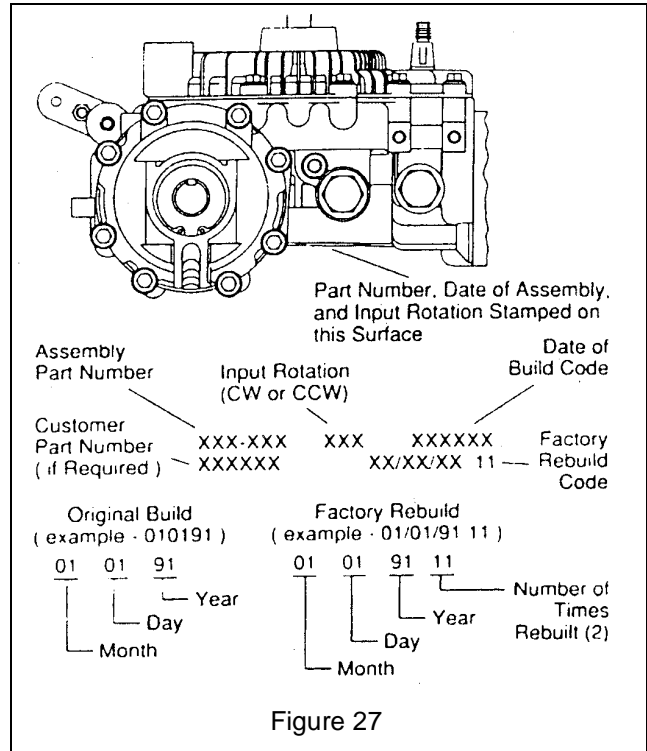 Part Number, Date of Assembly,
and Input Rotation Stamped on
this Surface
Assembly
Part Number
Input Rotation
(CW or CCW)
Date of
Build Code
Customer
Part Number
( if Required )
XXX-XXX XXX XXXXXX
XXXXXX XX/XX/XX 11
Factory
Rebuild
Code
Original Build
( example - 010191 )
01 01 91
Year
Day
Month
Factory Rebuild
( example - 01/01/91 11 )
01 01 91 11
Number of
Times
Rebuilt (2)
Year
Day
Month
Figure 27